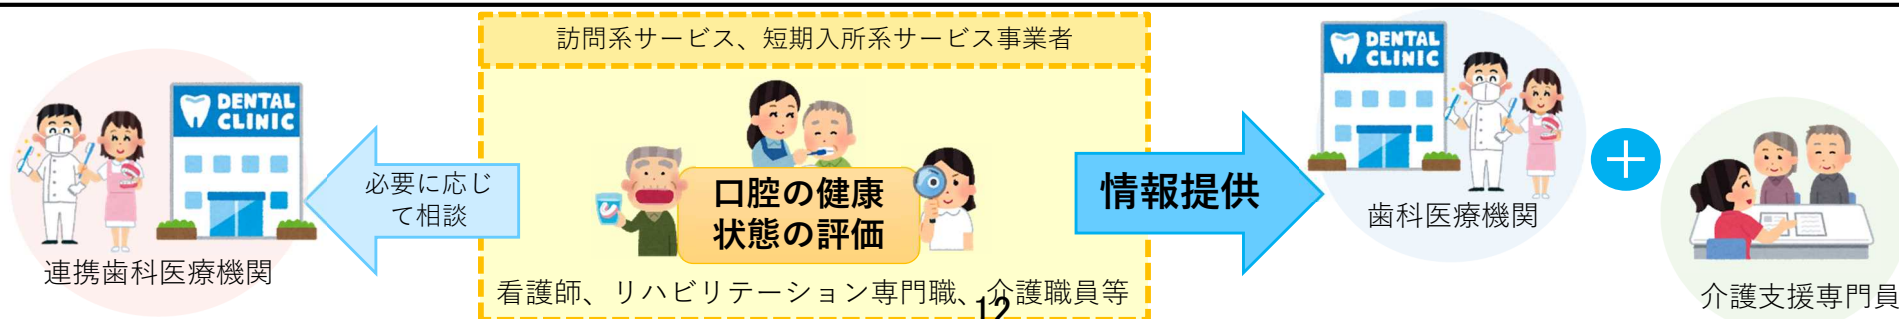 訪問系サービス、短期入所系サービス事業者
DENTAL
CLINIC
連携歯科医療機関
必要に応じ
て相談
口腔の健康
状態の評価
看護師、リハビリテーション専門職、介護職員等
12
情報提供
DENTAL
CLINIC
歯科医療機関
+
介護支援専門員